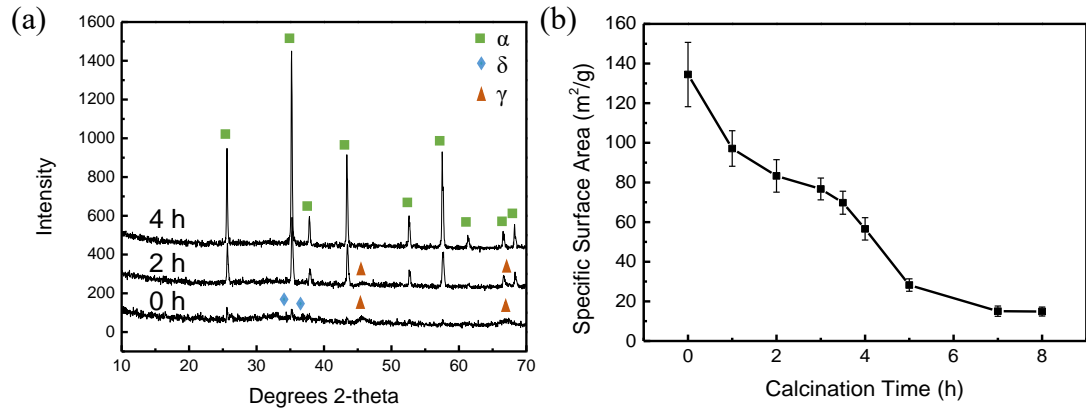 (a)
1600
1400
1200
1000
800
600
400
200
0
Intensity
α
δ
γ
4 h
2 h
0 h
10 20 30 40 50 60 70
Degrees 2-theta
(b)
160
140
120
100
80
60
40
20
0
Specific Surface Area (m²/g)
0 2 4 6 8
Calcination Time (h)